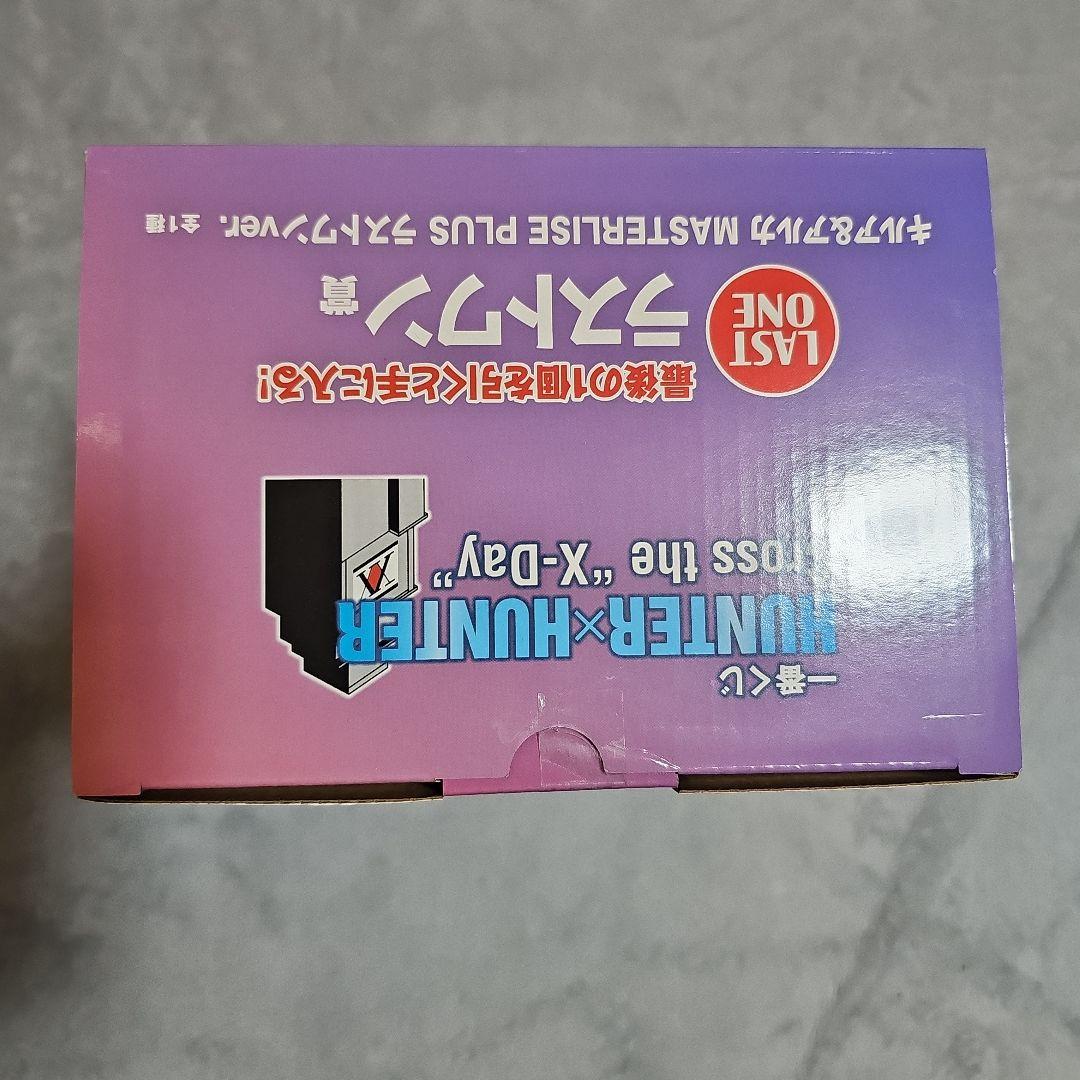 一番くじ
HUNTER×HUNTER
Cross the “X-Day”
最後の1個を引くと手に入る!
LAST
ONE
ラストワン賞
キルア&アルカ MASTERLISE PLUS ラストワンver. 全1種